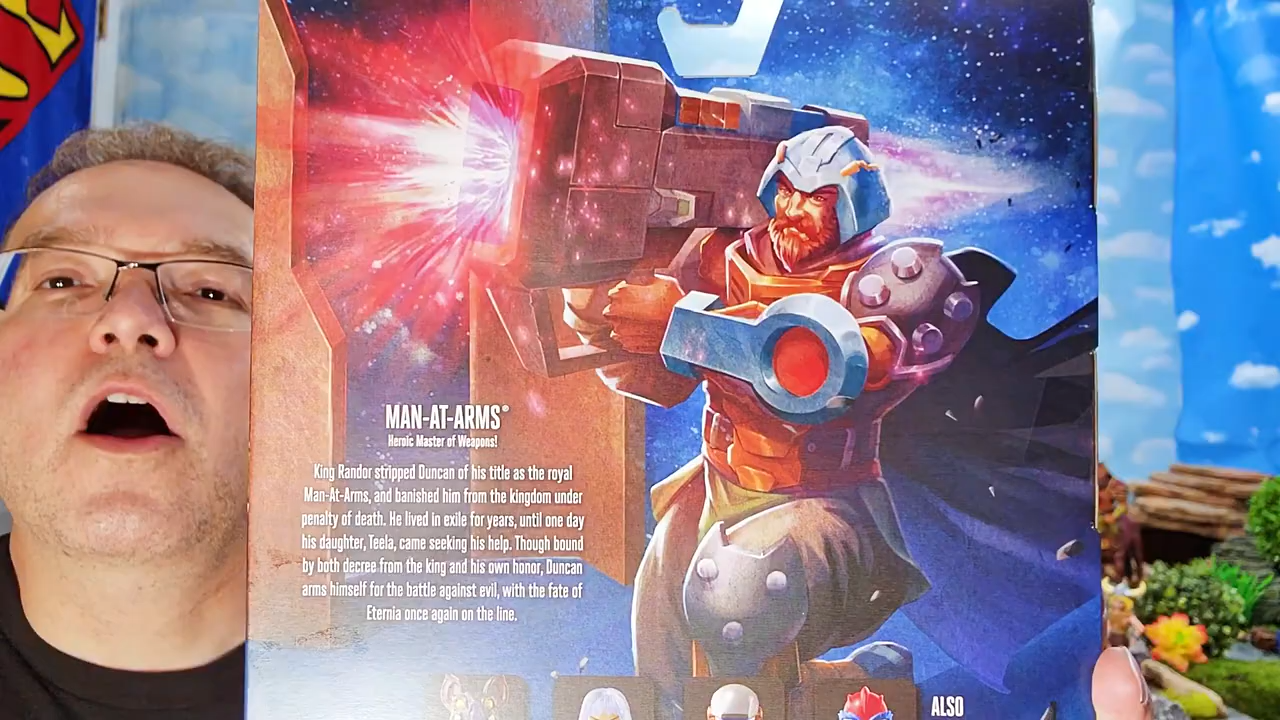 MAN-AT-ARMS®
Heroic Master of Weapons!
King Randor stripped Duncan of his title as the royal
Man-At-Arms, and banished him from the kingdom under
penalty of death. He lived in exile for years, until one day
his daughter, Teela, came seeking his help. Though bound
by both decree from the king and his own honor, Duncan
arms himself for the battle against evil, with the fate of
Eternia once again on the line.
ALSO